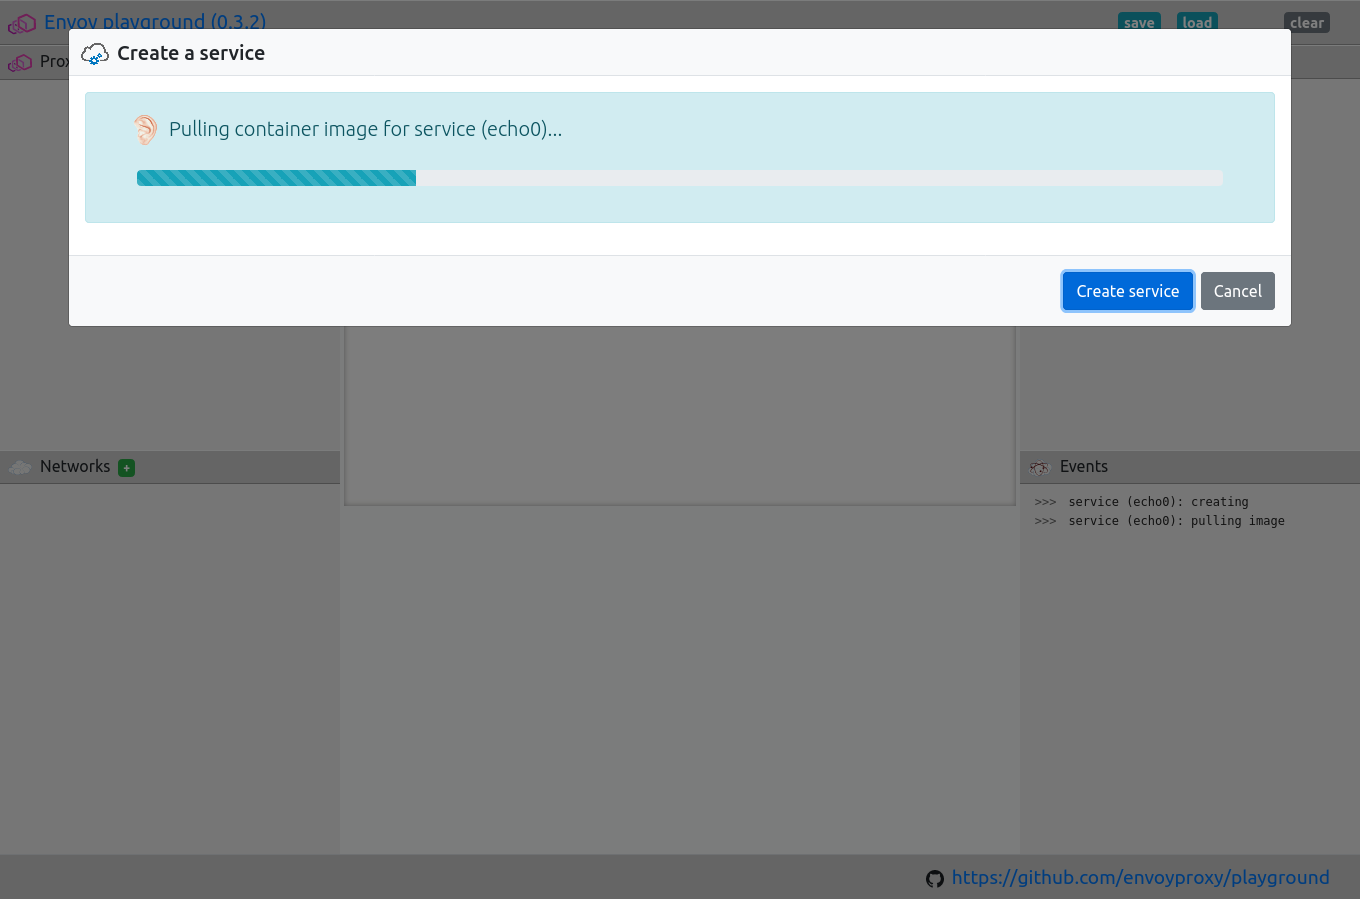 Envoy playground (0.3.2)
save
load
clear
Create a service
Pulling container image for service (echo0)...
Create service
Cancel
Networks
+
Events
>>> service (echo0): creating
>>> service (echo0): pulling image
https://github.com/envoyproxy/playground